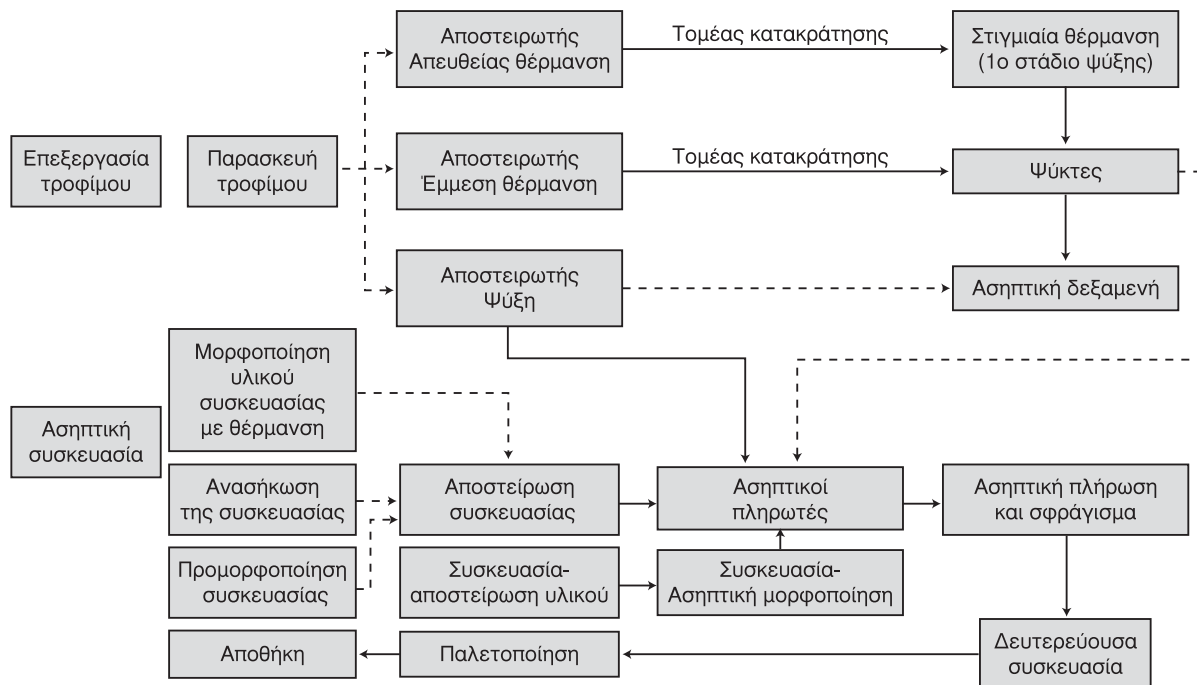 Αποστειρωτής
Απευθείας θέρμανση
Τομέας κατακράτησης
Στιγμιαία θέρμανση
(1ο στάδιο ψύξης)
Επεξεργασία
τροφίμου
Παρασκευή
τροφίμου
Αποστειρωτής
Έμμεση θέρμανση
Τομέας κατακράτησης
Ψύκτες
Αποστειρωτής
Ψύξη
Ασηπτική δεξαμενή
Μορφοποίηση
υλικού
συσκευασίας
με θέρμανση
Ασηπτική
συσκευασία
Ανασήκωση
της συσκευασίας
Αποστείρωση
συσκευασίας
Ασηπτικοί
πληρωτές
Ασηπτική πλήρωση
και σφράγισμα
Προμορφοποίηση
συσκευασίας
Συσκευασία-
αποστείρωση υλικού
Συσκευασία-
Ασηπτική μορφοποίηση
Αποθήκη
Παλετοποίηση
Δευτερεύουσα
συσκευασία